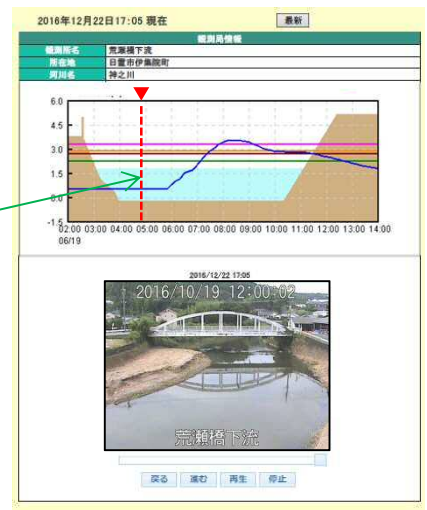 2016年12月22日17:05 現在
最新
観測局情報
観測所名 荒瀬橋下流
所在地 日置市伊集院町
河川名 神之川
6.0
4.5
3.0
1.5
0.0
-1.5
02:00 03:00 04:00 05:00 06:00 07:00 08:00 09:00 10:00 11:00 12:00 13:00 14:00
06/19
2016/12/22 17:05
2016/10/19 12:00:02
荒瀬橋下流
戻る 進む 再生 停止